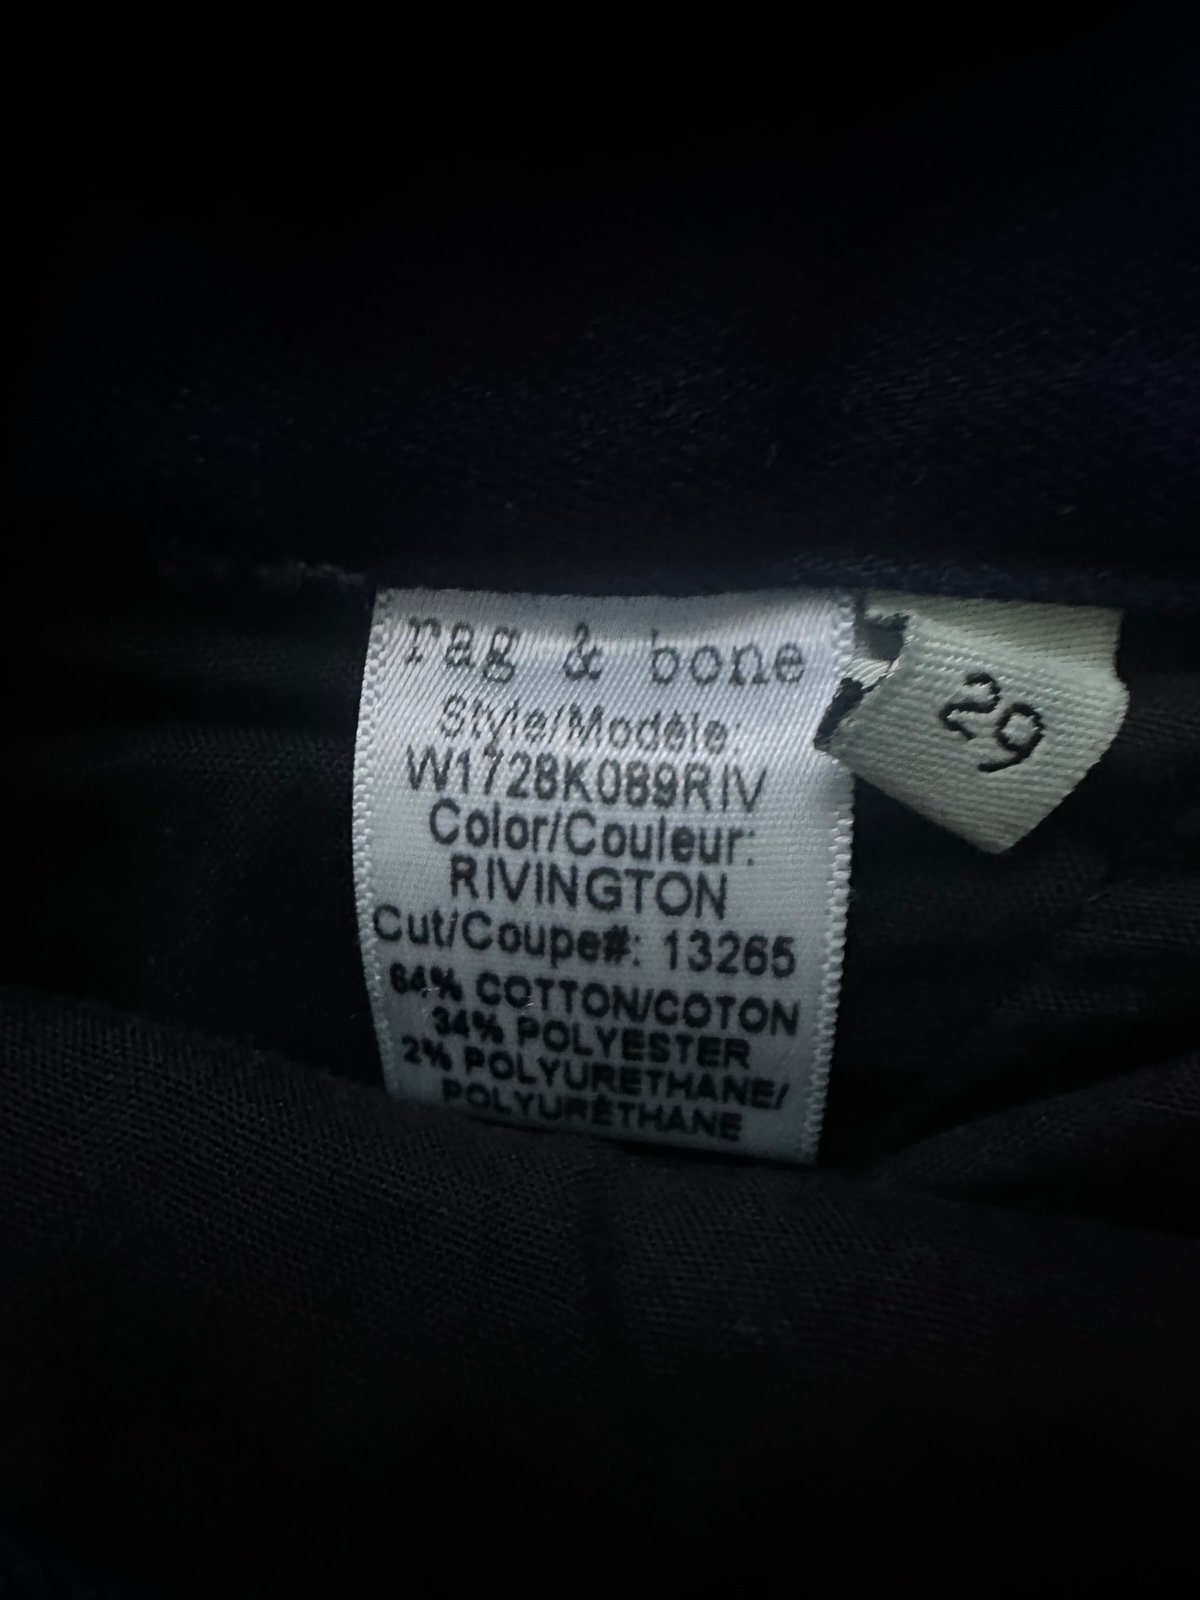 rag & bone
Style/Modèle:
W1728K089RIV
Color/Couleur:
RIVINGTON
Cut/Coupe#: 13265
64% COTTON/COTON
34% POLYESTER
2% POLYURETHANE/
POLYURÉTHANE
29